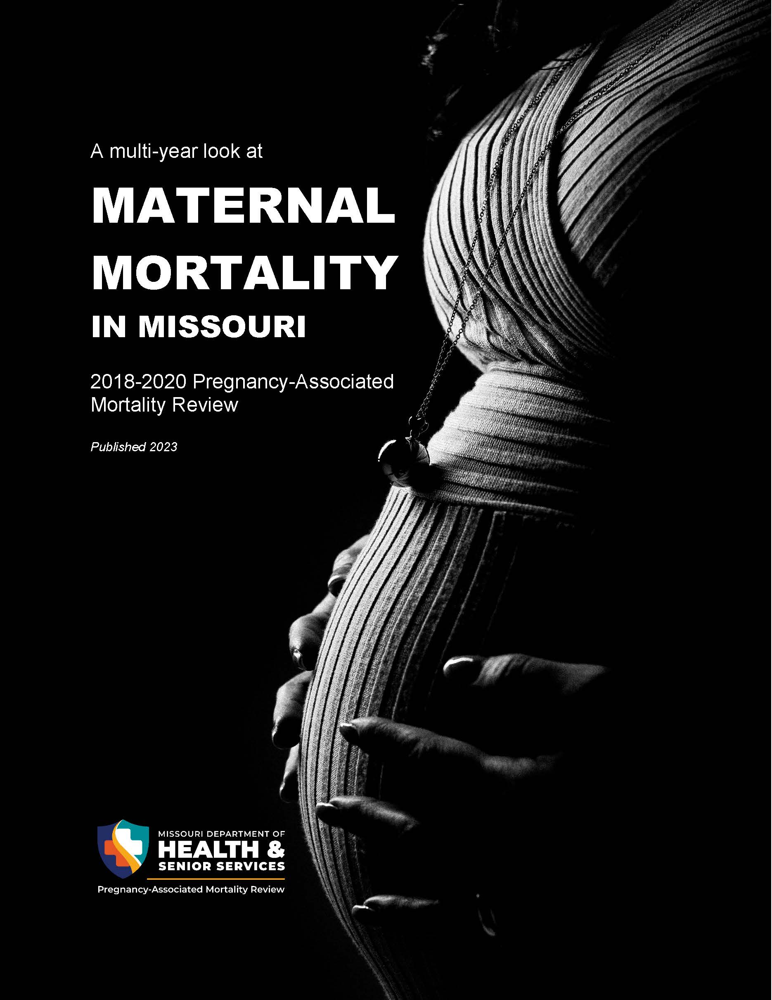 A multi-year look at
MATERNAL
MORTALITY
IN MISSOURI
2018-2020 Pregnancy-Associated
Mortality Review
Published 2023
MISSOURI DEPARTMENT OF
HEALTH &
SENIOR SERVICES
Pregnancy-Associated Mortality Review